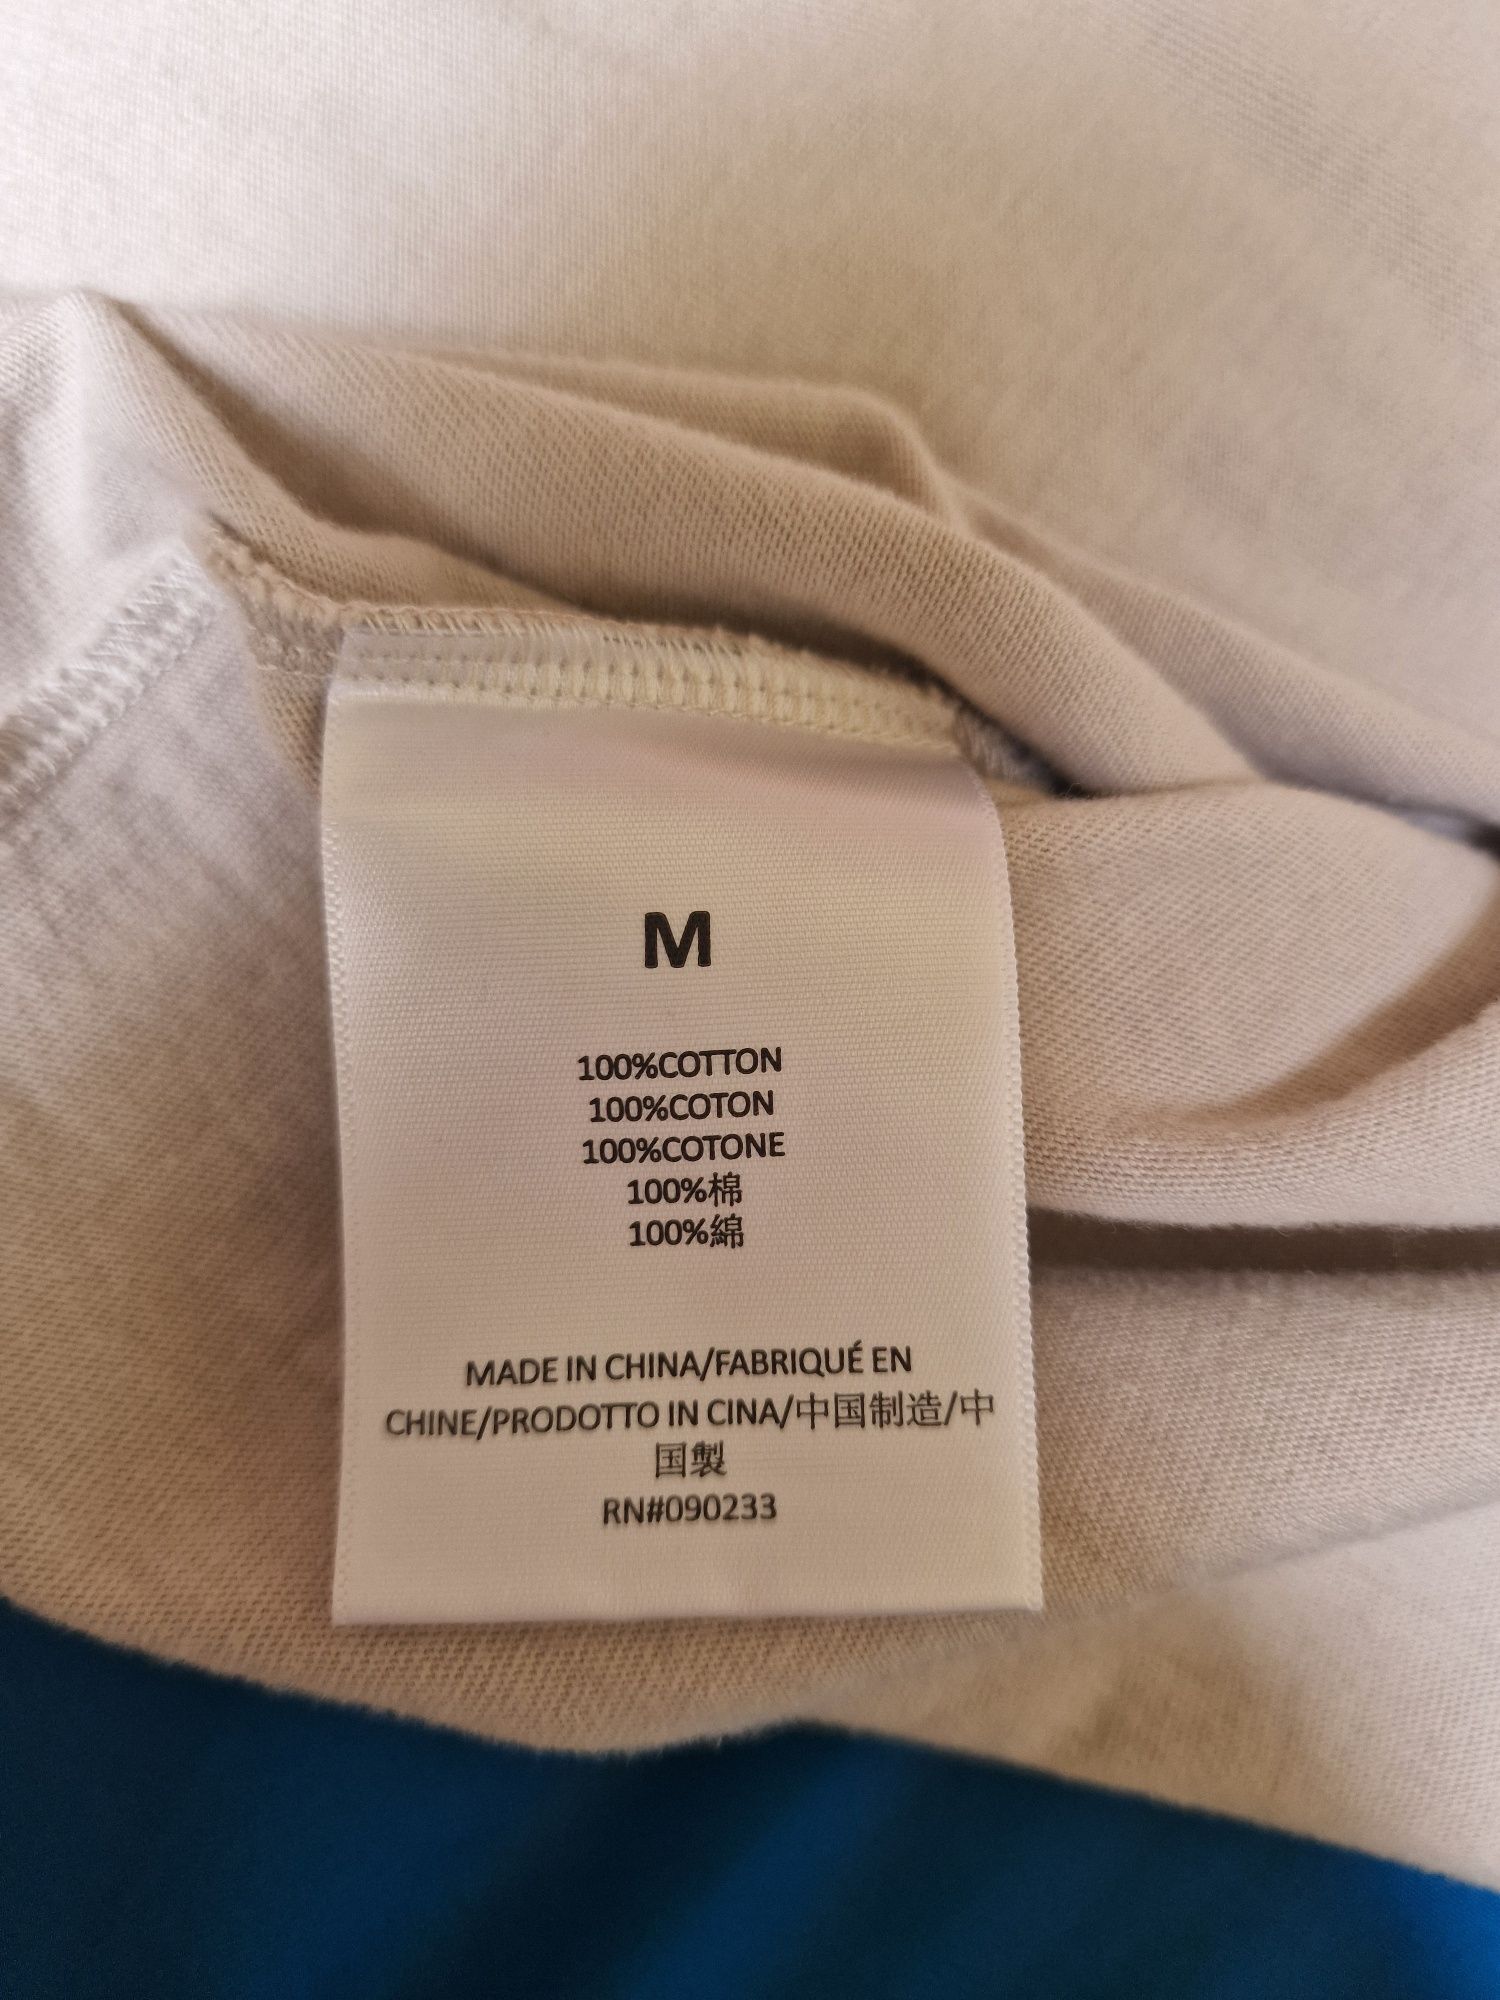 M
100%COTTON
100%COTON
100%COTONE
100%棉
100%綿
MADE IN CHINA/FABRIQUÉ EN
CHINE/PRODOTTO IN CINA/中国制造/中
国製
RN#090233